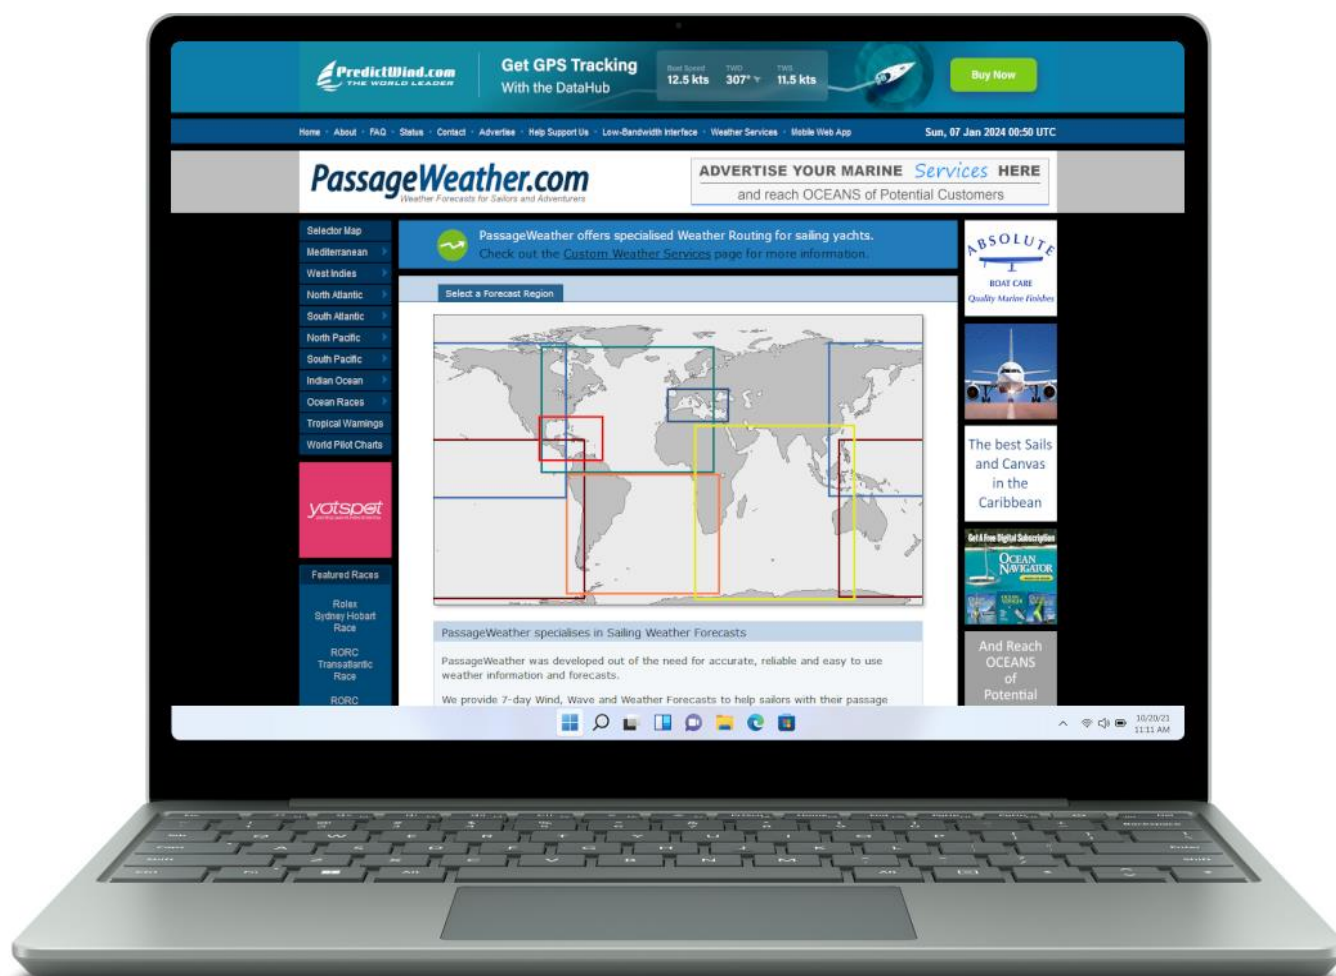 PredictWind.com
THE WORLD LEADER
Get GPS Tracking
With the DataHub
Boat Speed TWD TWS
12.5 kts 307° 11.5 kts
Buy Now
Home · About · FAQ · Status · Contact · Advertise · Help Support Us · Low-Bandwidth Interface · Weather Services · Mobile Web App
Sun, 07 Jan 2024 00:50 UTC
PassageWeather.com
Weather Forecasts for Sailors and Adventurers
ADVERTISE YOUR MARINE Services HERE
and reach OCEANS of Potential Customers
Selector Map
Mediterranean
West Indies
North Atlantic
South Atlantic
North Pacific
South Pacific
Indian Ocean
Ocean Races
Tropical Warnings
World Pilot Charts
yotspot
Featured Races
Rolex
Sydney Hobart
Race
RORC
Transatlantic
Race
RORC
PassageWeather offers specialised Weather Routing for sailing yachts.
Check out the Custom Weather Services page for more information.
Select a Forecast Region
PassageWeather specialises in Sailing Weather Forecasts
PassageWeather was developed out of the need for accurate, reliable and easy to use
weather information and forecasts.
We provide 7-day Wind, Wave and Weather Forecasts to help sailors with their passage
ABSOLUTE
BOAT CARE
Quality Marine Finishes
The best Sails
and Canvas
in the
Caribbean
Get A Free Digital Subscription
OCEAN
NAVIGATOR
And Reach
OCEANS
of
Potential
10/20/21
11:11 AM